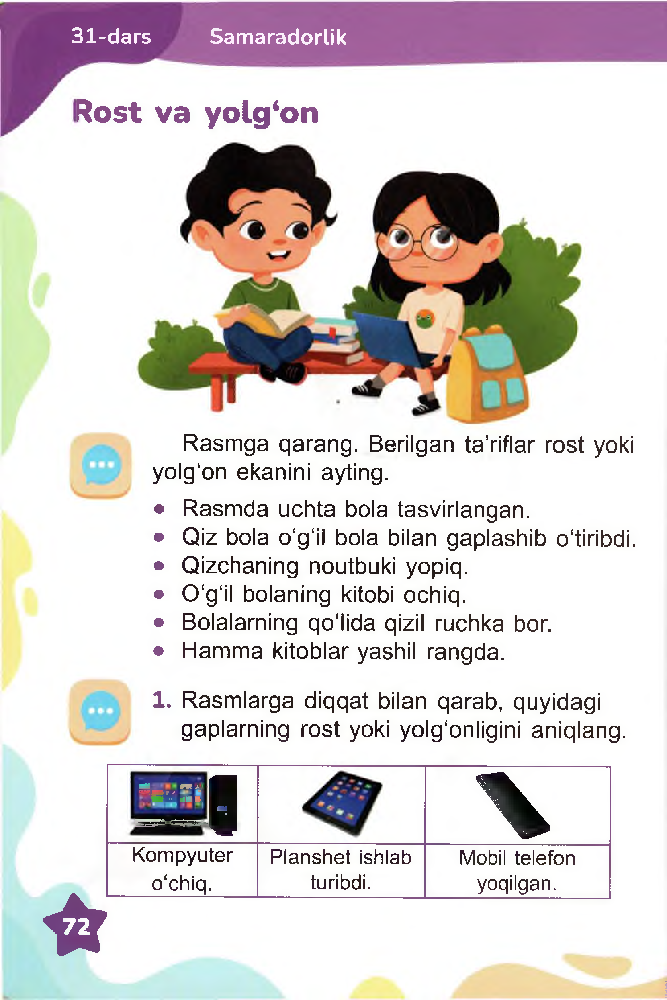 31-dars
Samaradorlik
Rost va yolg‘on
Rasmga qarang. Berilgan ta’riflar rost yoki
yolg‘on ekanini ayting.
• Rasmda uchta bola tasvirlangan.
• Qiz bola o‘g‘il bola bilan gaplashib o‘tiribdi.
• Qizchaning noutbuki yopiq.
• O‘g‘il bolaning kitobi ochiq.
• Bolalarning qo‘lida qizil ruchka bor.
• Hamma kitoblar yashil rangda.
1. Rasmlarga diqqat bilan qarab, quyidagi
gaplarning rost yoki yolg‘onligini aniqlang.
Kompyuter
o‘chiq.
Planshet ishlab
turibdi.
Mobil telefon
yoqilgan.
72